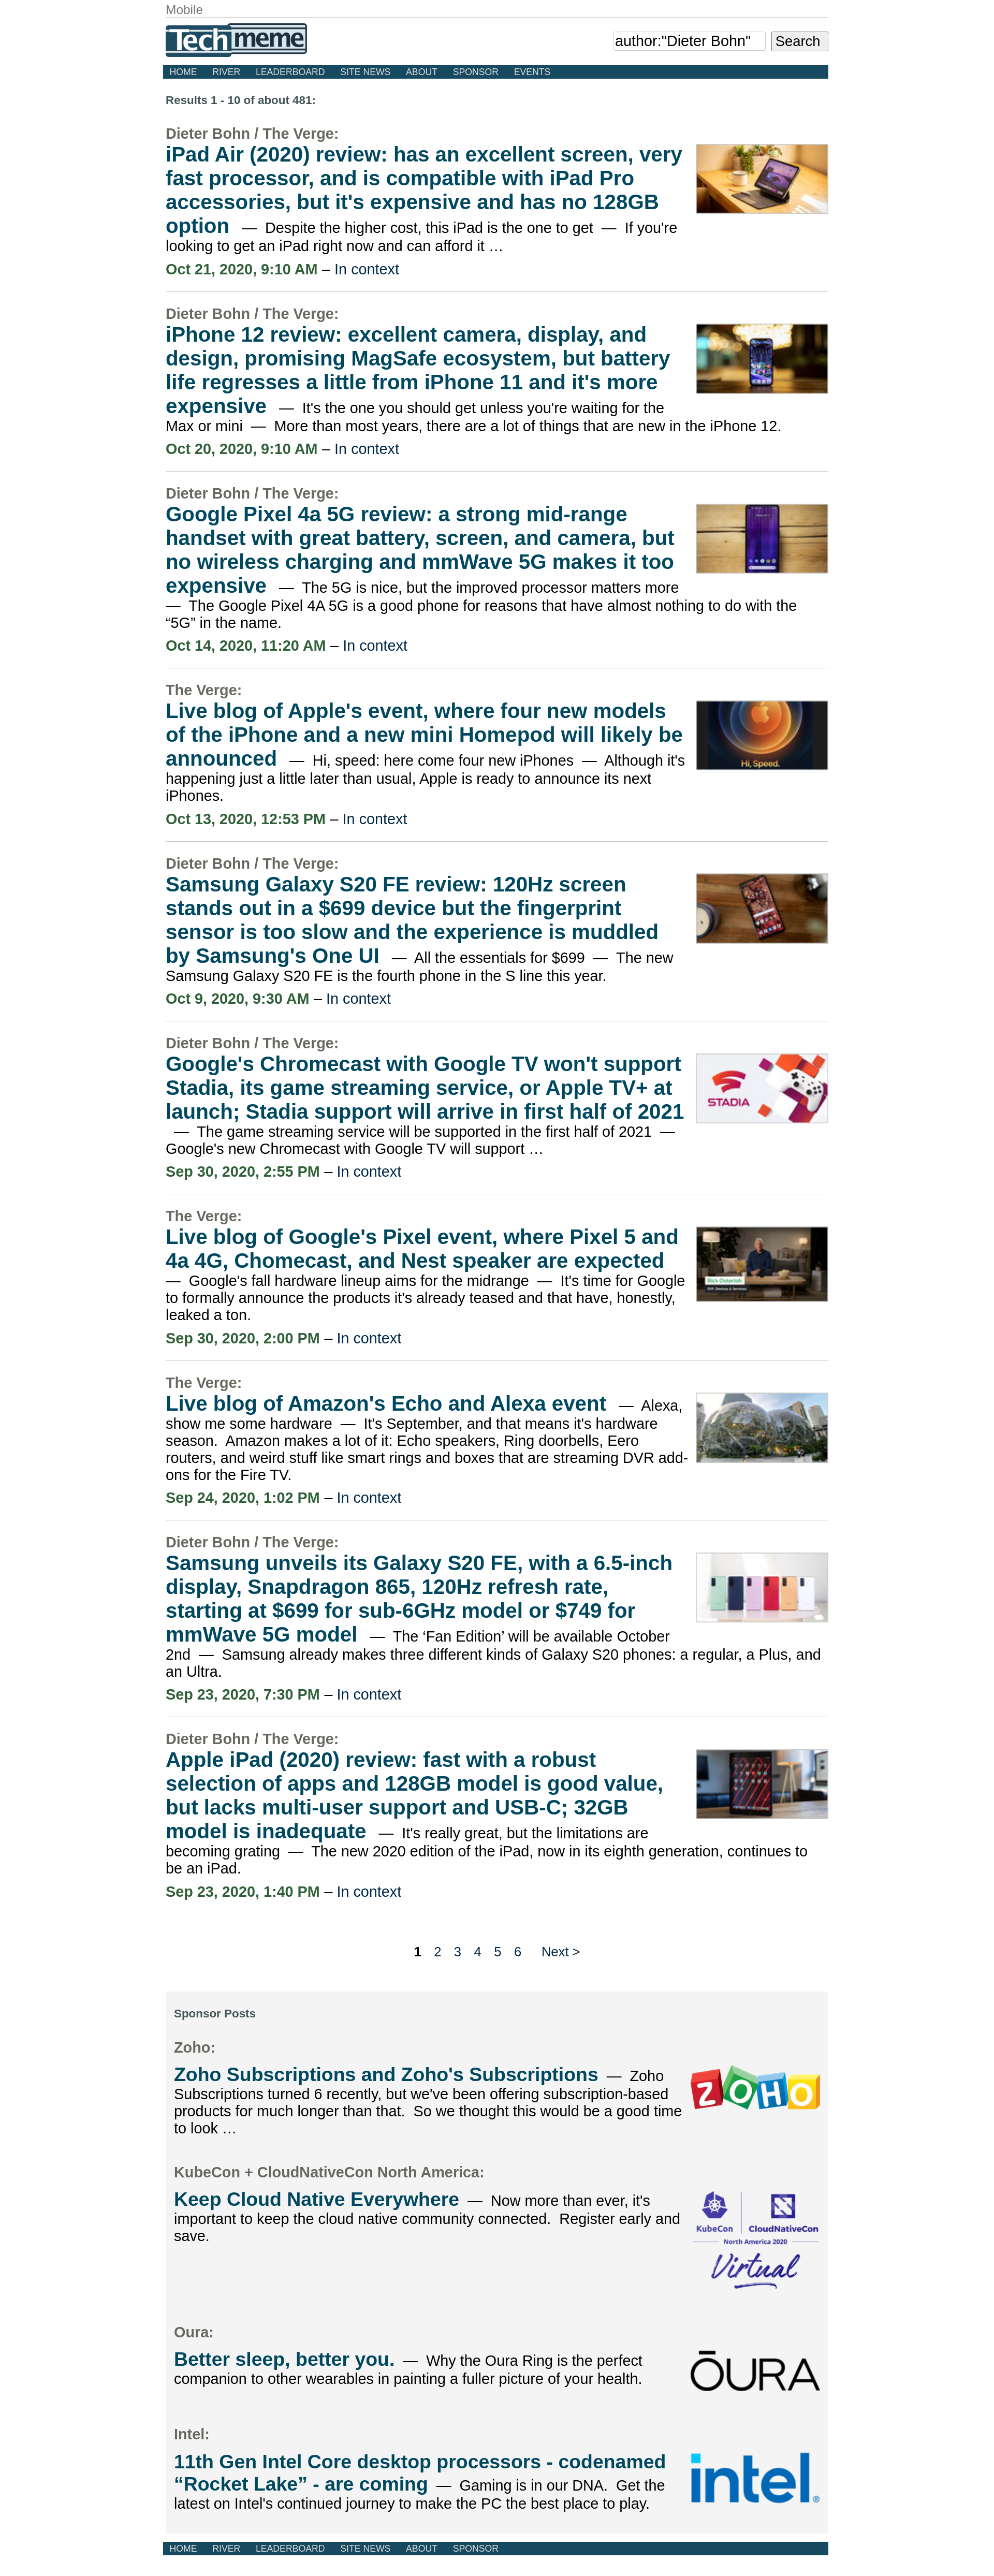 Mobile
Techmeme
author:"Dieter Bohn" Search
HOME RIVER LEADERBOARD SITE NEWS ABOUT SPONSOR EVENTS
Results 1 - 10 of about 481:
Dieter Bohn / The Verge:
iPad Air (2020) review: has an excellent screen, very
fast processor, and is compatible with iPad Pro
accessories, but it's expensive and has no 128GB
option — Despite the higher cost, this iPad is the one to get — If you're
looking to get an iPad right now and can afford it …
Oct 21, 2020, 9:10 AM – In context
Dieter Bohn / The Verge:
iPhone 12 review: excellent camera, display, and
design, promising MagSafe ecosystem, but battery
life regresses a little from iPhone 11 and it's more
expensive — It's the one you should get unless you're waiting for the
Max or mini — More than most years, there are a lot of things that are new in the iPhone 12.
Oct 20, 2020, 9:10 AM – In context
Dieter Bohn / The Verge:
Google Pixel 4a 5G review: a strong mid-range
handset with great battery, screen, and camera, but
no wireless charging and mmWave 5G makes it too
expensive — The 5G is nice, but the improved processor matters more
— The Google Pixel 4A 5G is a good phone for reasons that have almost nothing to do with the
“5G” in the name.
Oct 14, 2020, 11:20 AM – In context
The Verge:
Live blog of Apple's event, where four new models
of the iPhone and a new mini Homepod will likely be
announced — Hi, speed: here come four new iPhones — Although it's
happening just a little later than usual, Apple is ready to announce its next
iPhones.
Hi, Speed.
Oct 13, 2020, 12:53 PM – In context
Dieter Bohn / The Verge:
Samsung Galaxy S20 FE review: 120Hz screen
stands out in a $699 device but the fingerprint
sensor is too slow and the experience is muddled
by Samsung's One UI — All the essentials for $699 — The new
Samsung Galaxy S20 FE is the fourth phone in the S line this year.
Oct 9, 2020, 9:30 AM – In context
Dieter Bohn / The Verge:
Google's Chromecast with Google TV won't support
Stadia, its game streaming service, or Apple TV+ at
launch; Stadia support will arrive in first half of 2021
— The game streaming service will be supported in the first half of 2021 —
Google's new Chromecast with Google TV will support …
STADIA
Sep 30, 2020, 2:55 PM – In context
The Verge:
Live blog of Google's Pixel event, where Pixel 5 and
4a 4G, Chomecast, and Nest speaker are expected
— Google's fall hardware lineup aims for the midrange — It's time for Google
to formally announce the products it's already teased and that have, honestly,
leaked a ton.
Rick Osterloh
SVP, Devices & Services
Sep 30, 2020, 2:00 PM – In context
The Verge:
Live blog of Amazon's Echo and Alexa event — Alexa,
show me some hardware — It's September, and that means it's hardware
season. Amazon makes a lot of it: Echo speakers, Ring doorbells, Eero
routers, and weird stuff like smart rings and boxes that are streaming DVR add-
ons for the Fire TV.
Sep 24, 2020, 1:02 PM – In context
Dieter Bohn / The Verge:
Samsung unveils its Galaxy S20 FE, with a 6.5-inch
display, Snapdragon 865, 120Hz refresh rate,
starting at $699 for sub-6GHz model or $749 for
mmWave 5G model — The ‘Fan Edition’ will be available October
2nd — Samsung already makes three different kinds of Galaxy S20 phones: a regular, a Plus, and
an Ultra.
Sep 23, 2020, 7:30 PM – In context
Dieter Bohn / The Verge:
Apple iPad (2020) review: fast with a robust
selection of apps and 128GB model is good value,
but lacks multi-user support and USB-C; 32GB
model is inadequate — It's really great, but the limitations are
becoming grating — The new 2020 edition of the iPad, now in its eighth generation, continues to
be an iPad.
Sep 23, 2020, 1:40 PM – In context
1 2 3 4 5 6 Next >
Sponsor Posts
Zoho:
Zoho Subscriptions and Zoho's Subscriptions — Zoho
Subscriptions turned 6 recently, but we've been offering subscription-based
products for much longer than that. So we thought this would be a good time
to look …
ZOHO
KubeCon + CloudNativeCon North America:
Keep Cloud Native Everywhere — Now more than ever, it's
important to keep the cloud native community connected. Register early and
save.
KubeCon CloudNativeCon
North America 2020
Virtual
Oura:
Better sleep, better you. — Why the Oura Ring is the perfect
companion to other wearables in painting a fuller picture of your health.
ŌURA
Intel:
11th Gen Intel Core desktop processors - codenamed
“Rocket Lake” - are coming — Gaming is in our DNA. Get the
latest on Intel's continued journey to make the PC the best place to play.
intel®
HOME RIVER LEADERBOARD SITE NEWS ABOUT SPONSOR